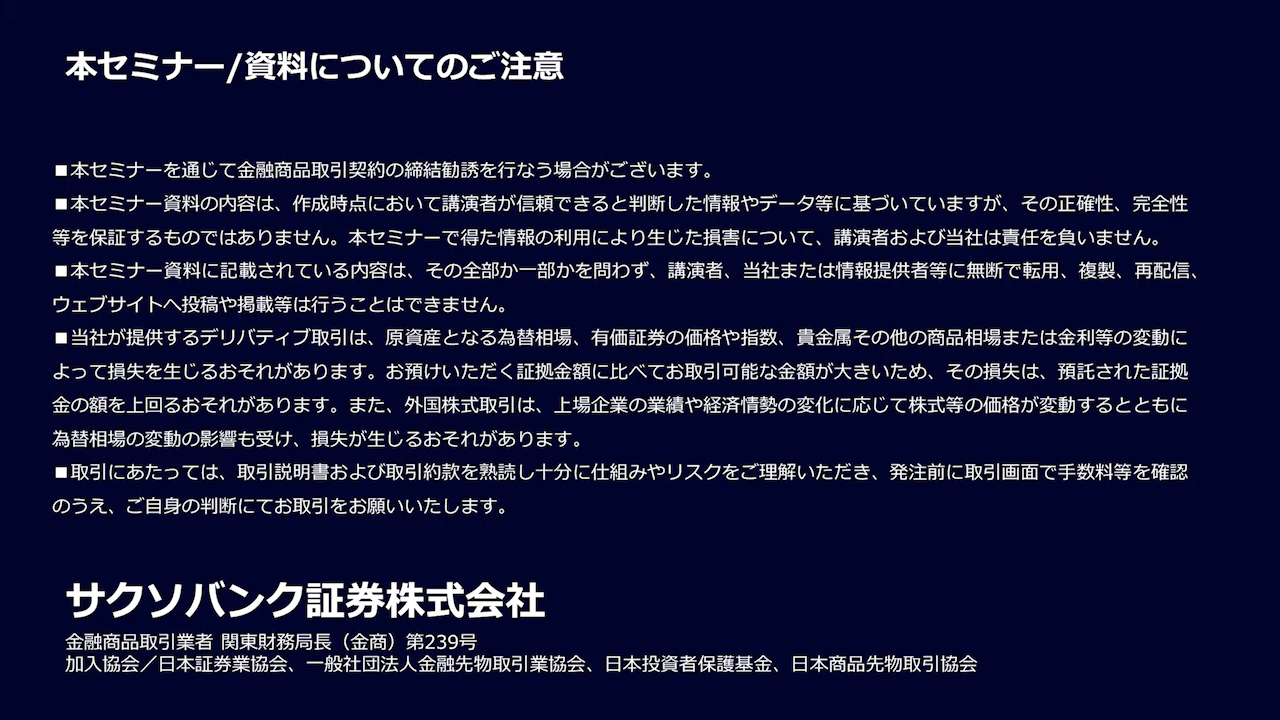 本セミナー/資料についてのご注意
■本セミナーを通じて金融商品取引契約の締結勧誘を行なう場合がございます。
■本セミナー資料の内容は、作成時点において講演者が信頼できると判断した情報やデータ等に基づいていますが、その正確性、完全性
等を保証するものではありません。本セミナーで得た情報の利用により生じた損害について、講演者および当社は責任を負いません。
■本セミナー資料に記載されている内容は、その全部か一部かを問わず、講演者、当社または情報提供者等に無断で転用、複製、再配信、
ウェブサイトへ投稿や掲載等は行うことはできません。
■当社が提供するデリバティブ取引は、原資産となる為替相場、有価証券の価格や指数、貴金属その他の商品相場または金利等の変動に
よって損失を生じるおそれがあります。お預けいただく証拠金額に比べてお取引可能な金額が大きいため、その損失は、預託された証拠
金の額を上回るおそれがあります。また、外国株式取引は、上場企業の業績や経済情勢の変化に応じて株式等の価格が変動するとともに
為替相場の変動の影響も受け、損失が生じるおそれがあります。
■取引にあたっては、取引説明書および取引約款を熟読し十分に仕組みやリスクをご理解いただき、発注前に取引画面で手数料等を確認
のうえ、ご自身の判断にてお取引をお願いいたします。
サクソバンク証券株式会社
金融商品取引業者 関東財務局長（金商）第239号
加入協会／日本証券業協会、一般社団法人金融先物取引業協会、日本投資者保護基金、日本商品先物取引協会